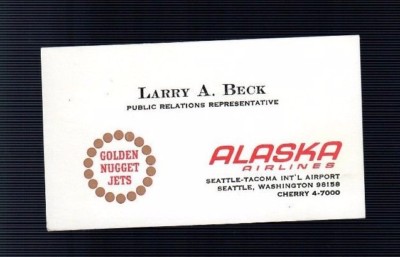 LARRY A. BECK
PUBLIC RELATIONS REPRESENTATIVE
GOLDEN
NUGGET
JETS
ALASKA
AIRLINES
SEATTLE-TACOMA INT'L AIRPORT
SEATTLE, WASHINGTON 98158
CHERRY 4-7000